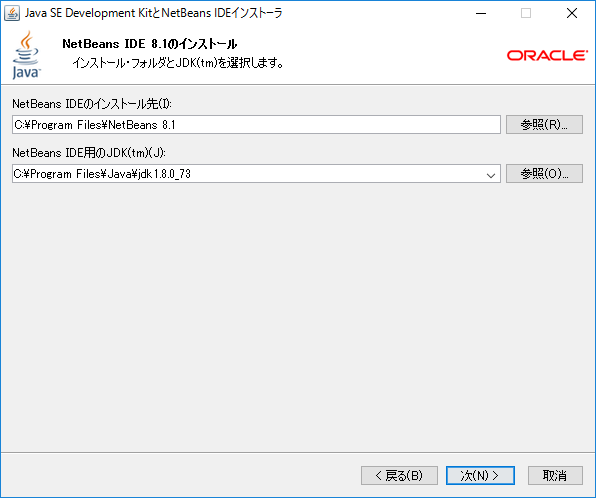 Java SE Development KitとNetBeans IDEインストーラ
NetBeans IDE 8.1のインストール
インストール・フォルダとJDK(tm)を選択します。
Java
ORACLE
NetBeans IDEのインストール先(I):
C:¥Program Files¥NetBeans 8.1
参照(R)...
NetBeans IDE用のJDK(tm)(J):
C:¥Program Files¥Java¥jdk1.8.0_73
参照(O)...
< 戻る(B)
次(N) >
取消